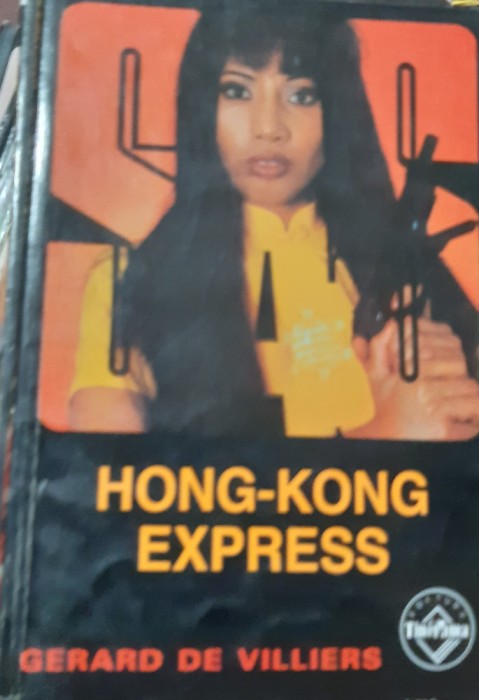 SAS
HONG-KONG
EXPRESS
GERARD DE VILLIERS